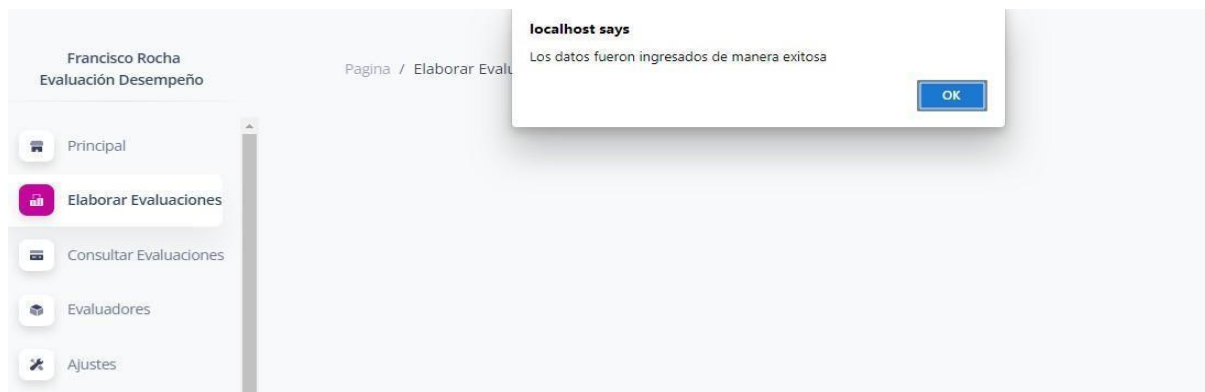 localhost says
Los datos fueron ingresados de manera exitosa
OK
Francisco Rocha
Evaluación Desempeño
Pagina / Elaborar
Principal
Elaborar Evaluaciones
Consultar Evaluaciones
Evaluadores
Ajustes